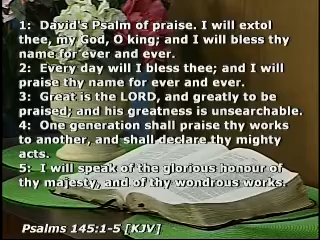 1:  David's Psalm of praise. I will extol
thee, my God, O king; and I will bless thy
name for ever and ever.
2:  Every day will I bless thee; and I will
praise thy name for ever and ever.
3:  Great is the LORD, and greatly to be
praised; and his greatness is unsearchable.
4:  One generation shall praise thy works
to another, and shall declare thy mighty
acts.
5:  I will speak of the glorious honour of
thy majesty, and of thy wondrous works.
Psalms 145:1-5 [KJV]